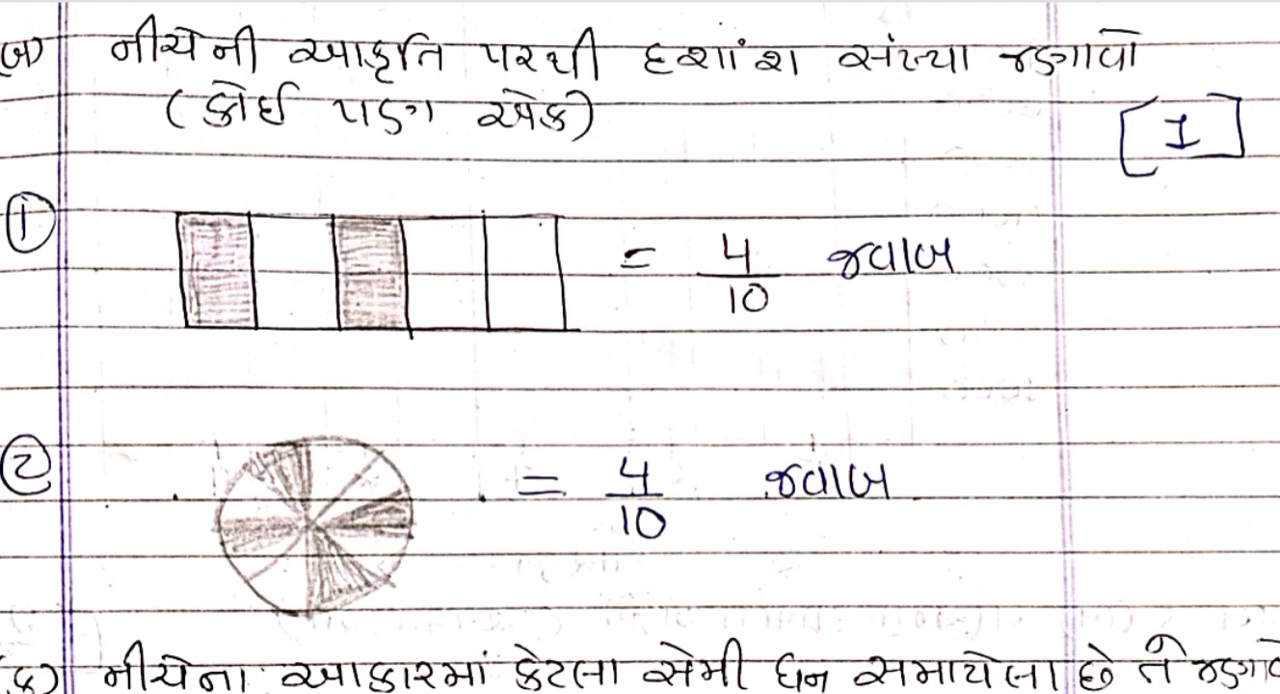 (બ) નીચેની આકૃતિ પરથી દશાંશ સંખ્યા જણાવો
(કોઈ પણ એક)
[1]
① = 4/10 જવાબ
② = 4/10 જવાબ
(ક) નીચેના આકારમાં કેટલા સેમી ઘન સમાયેલા છે તે જણાવો